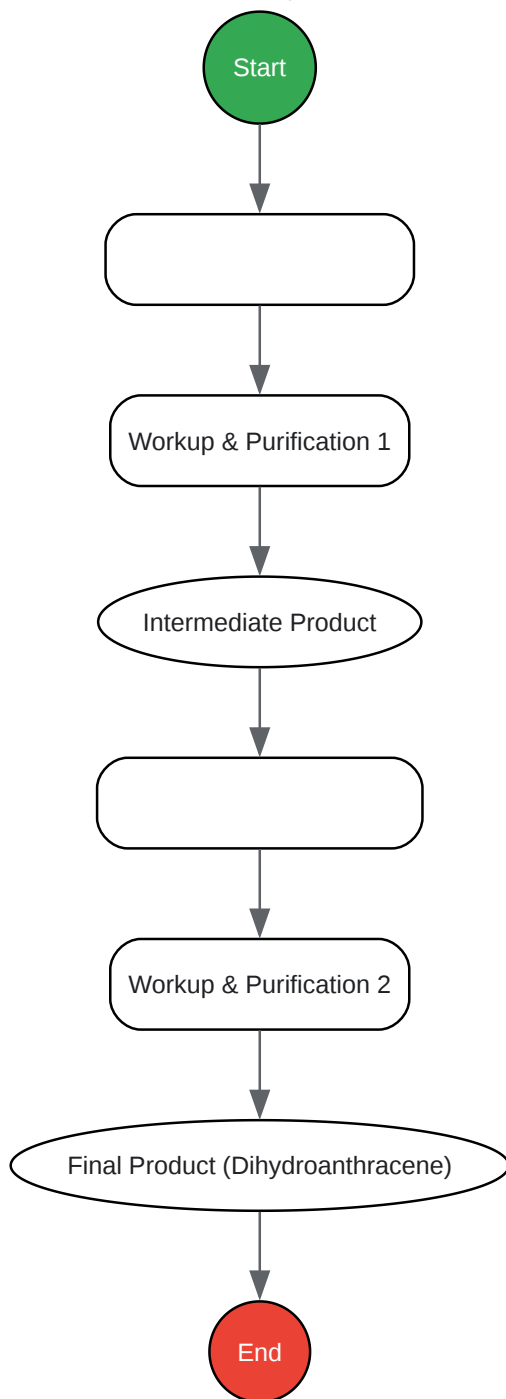 Start
Workup & Purification 1
Intermediate Product
Workup & Purification 2
Final Product (Dihydroanthracene)
End